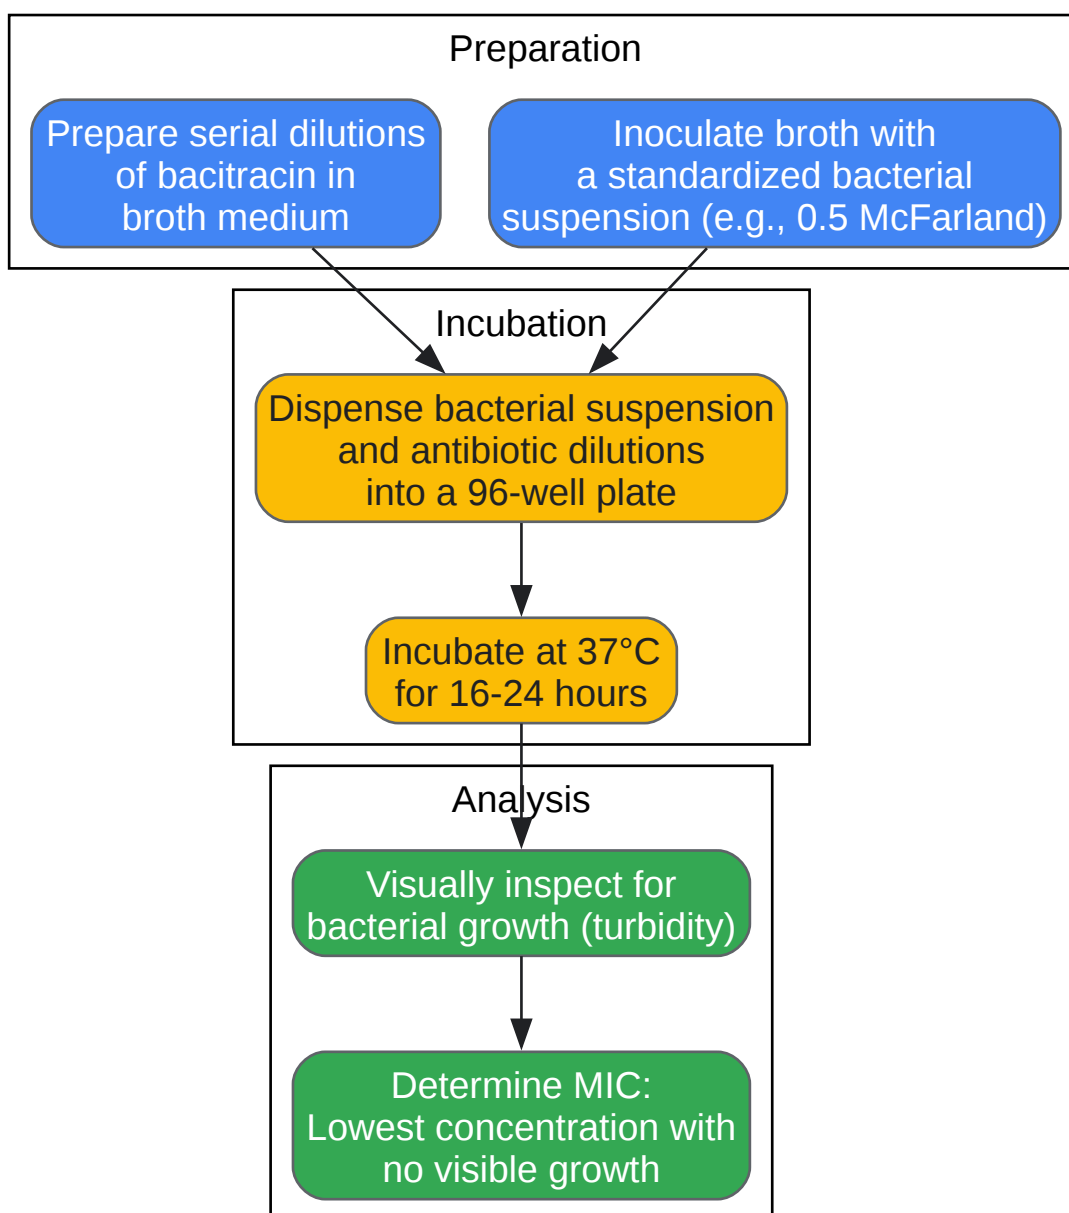 Preparation
Prepare serial dilutions
of bacitracin in
broth medium
Inoculate broth with
a standardized bacterial
suspension (e.g., 0.5 McFarland)
Incubation
Dispense bacterial suspension
and antibiotic dilutions
into a 96-well plate
Incubate at 37°C
for 16-24 hours
Analysis
Visually inspect for
bacterial growth (turbidity)
Determine MIC:
Lowest concentration with
no visible growth